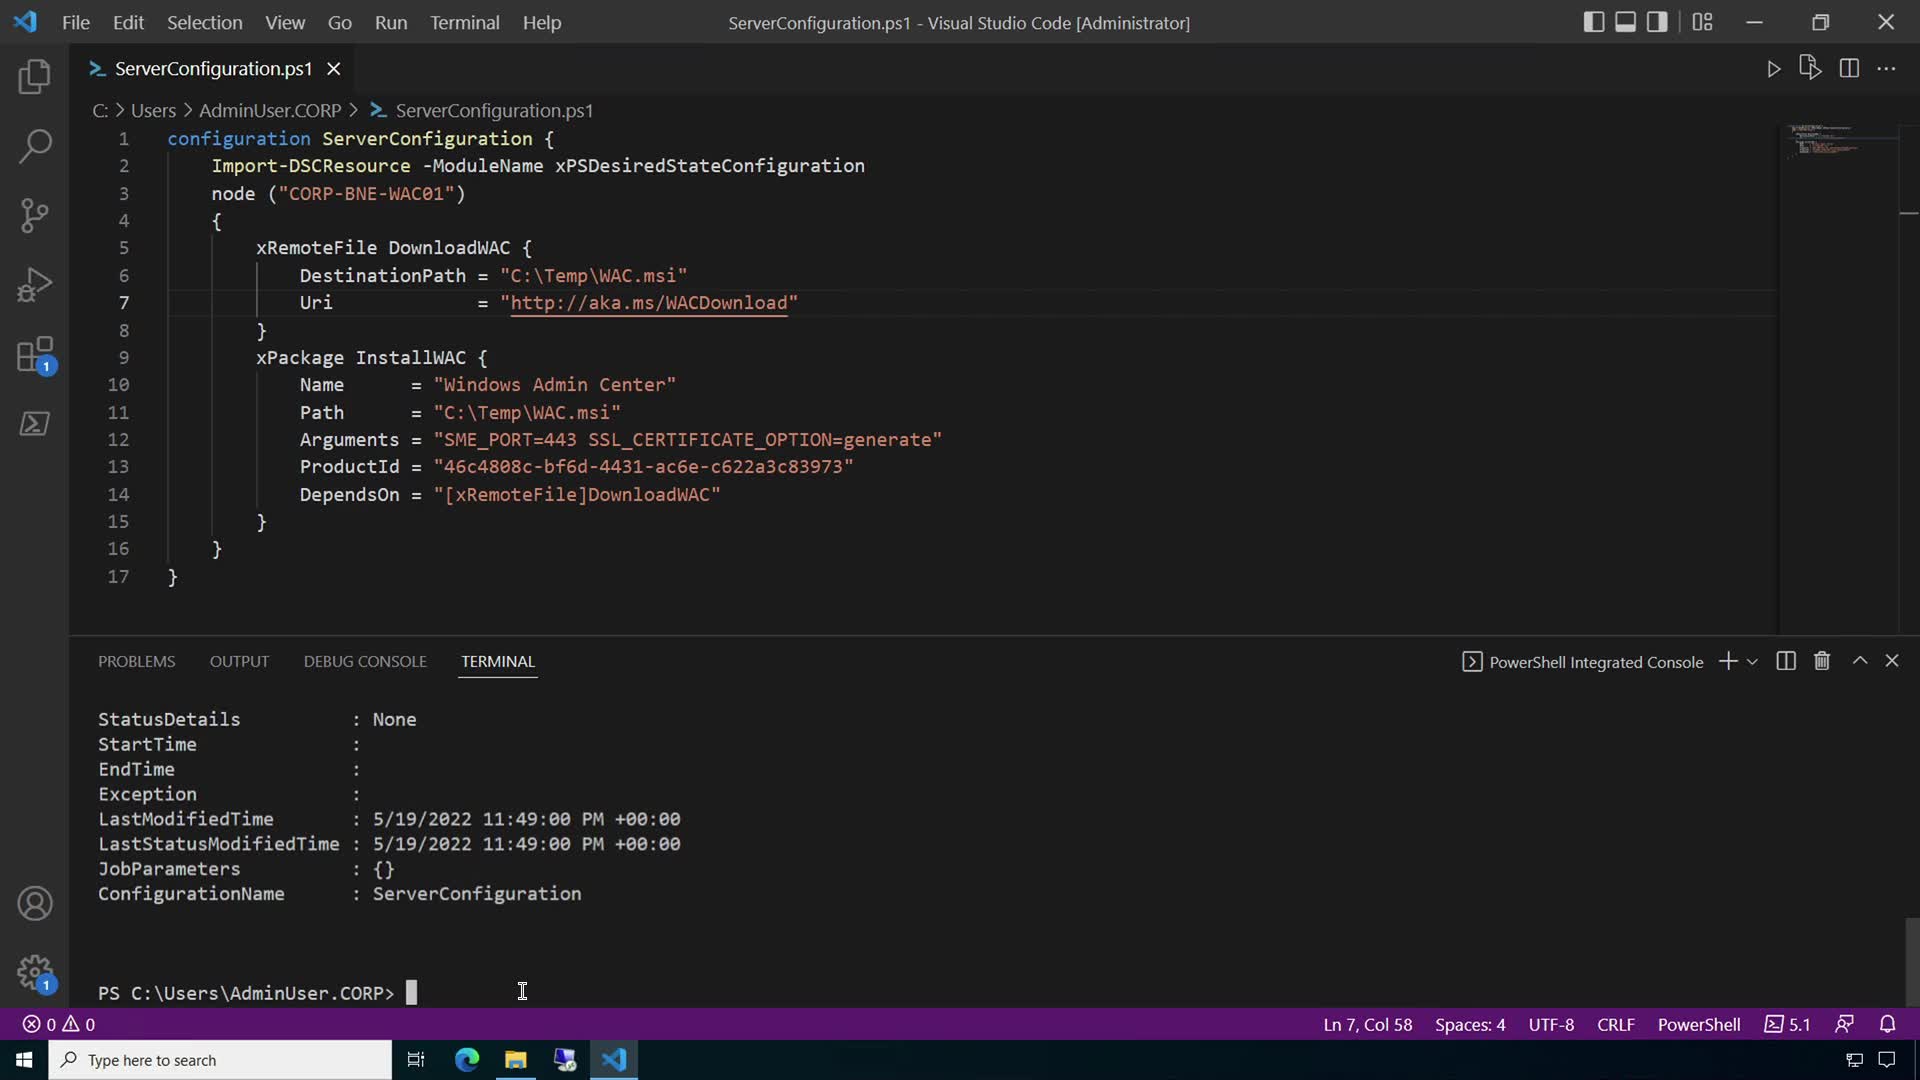 File Edit Selection View Go Run Terminal Help ServerConfiguration.ps1 - Visual Studio Code [Administrator]
ServerConfiguration.ps1
C: > Users > AdminUser.CORP > ServerConfiguration.ps1
1 configuration ServerConfiguration {
2 Import-DSCResource -ModuleName xPSDesiredStateConfiguration
3 node ("CORP-BNE-WAC01")
4 {
5 xRemoteFile DownloadWAC {
6 DestinationPath = "C:\Temp\WAC.msi"
7 Uri = "http://aka.ms/WACDownload"
8 }
9 xPackage InstallWAC {
10 Name = "Windows Admin Center"
11 Path = "C:\Temp\WAC.msi"
12 Arguments = "SME_PORT=443 SSL_CERTIFICATE_OPTION=generate"
13 ProductId = "46c4808c-bf6d-4431-ac6e-c622a3c83973"
14 DependsOn = "[xRemoteFile]DownloadWAC"
15 }
16 }
17 }
1
PROBLEMS OUTPUT DEBUG CONSOLE TERMINAL PowerShell Integrated Console
StatusDetails : None
StartTime :
EndTime :
Exception :
LastModifiedTime : 5/19/2022 11:49:00 PM +00:00
LastStatusModifiedTime : 5/19/2022 11:49:00 PM +00:00
JobParameters : {}
ConfigurationName : ServerConfiguration
1
PS C:\Users\AdminUser.CORP>
0 0 Ln 7, Col 58 Spaces: 4 UTF-8 CRLF PowerShell 5.1
Type here to search